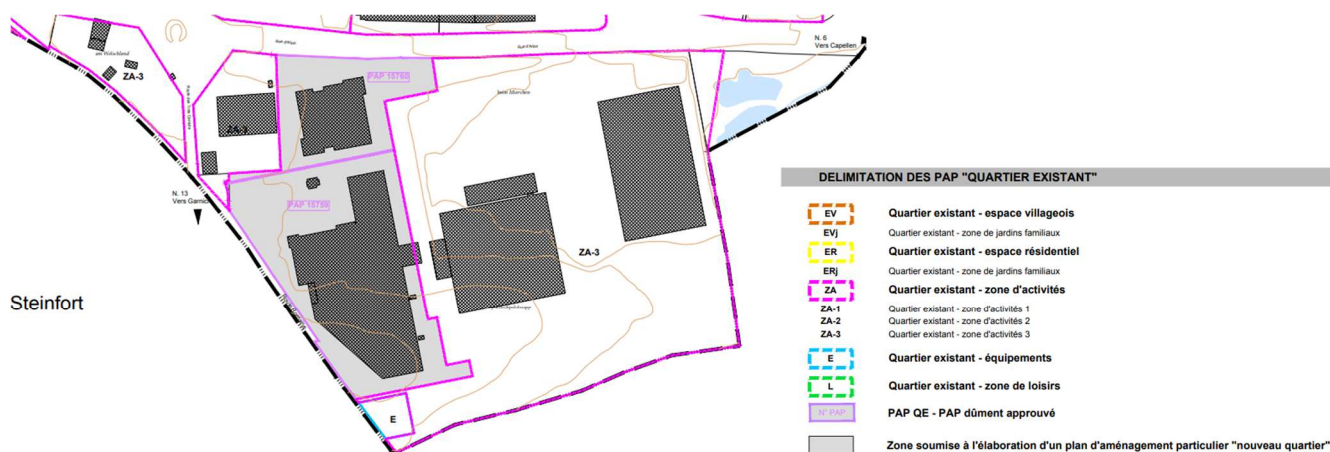 N. 6
Vers Capellen
ZA-3
PAP 15760
ZA-3
N. 13
Vers Garnich
PAP 15759
ZA-3
Steinfort
E
DELIMITATION DES PAP "QUARTIER EXISTANT"
EV Quartier existant - espace villageois
EVj Quartier existant - zone de jardins familiaux
ER Quartier existant - espace résidentiel
ERj Quartier existant - zone de jardins familiaux
ZA Quartier existant - zone d'activités
ZA-1 Quartier existant - zone d'activités 1
ZA-2 Quartier existant - zone d'activités 2
ZA-3 Quartier existant - zone d'activités 3
E Quartier existant - équipements
L Quartier existant - zone de loisirs
N° PAP PAP QE - PAP dûment approuvé
Zone soumise à l'élaboration d'un plan d'aménagement particulier "nouveau quartier"